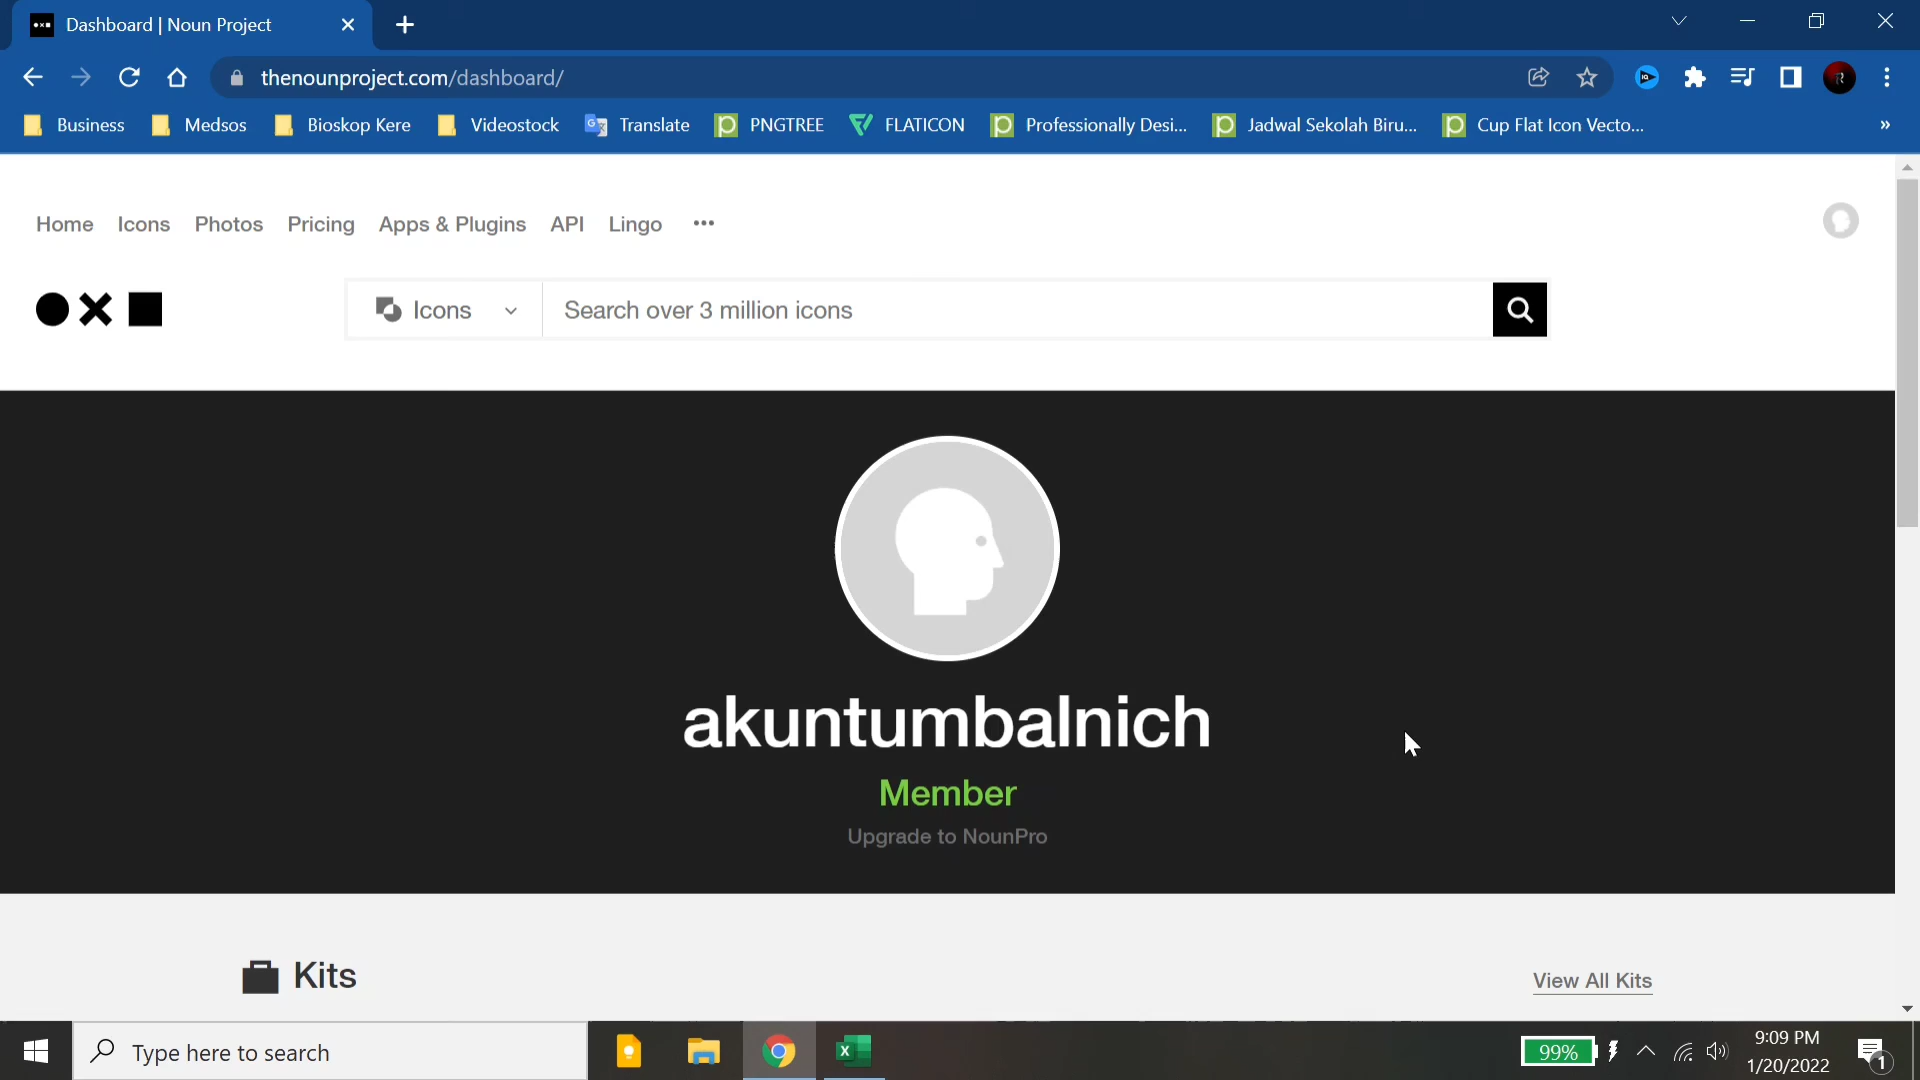 Dashboard | Noun Project
thenounproject.com/dashboard/
Business Medsos Bioskop Kere Videostock Translate PNGTREE FLATICON Professionally Desi... Jadwal Sekolah Biru... Cup Flat Icon Vecto... »
Home Icons Photos Pricing Apps & Plugins API Lingo •••
Icons Search over 3 million icons
akuntumbalnich
Member
Upgrade to NounPro
Kits View All Kits
Type here to search 99% 9:09 PM
1/20/2022 1